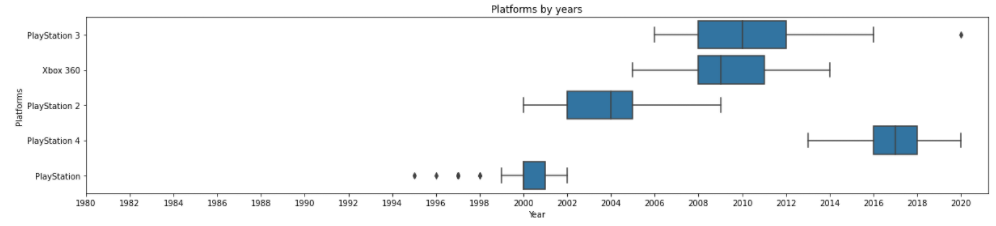 Platforms by years
Platforms
PlayStation 3
Xbox 360
PlayStation 2
PlayStation 4
PlayStation
1980 1982 1984 1986 1988 1990 1992 1994 1996 1998 2000 2002 2004 2006 2008 2010 2012 2014 2016 2018 2020
Year